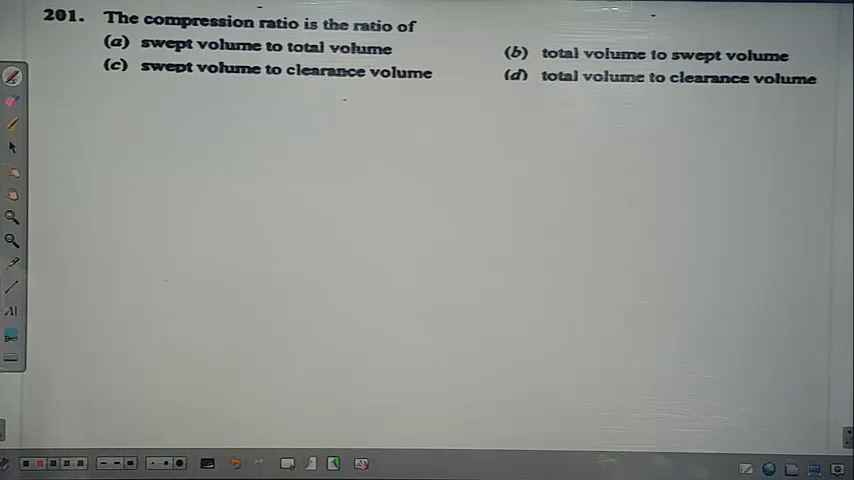 201. The compression ratio is the ratio of
(a) swept volume to total volume
(b) total volume to swept volume
(c) swept volume to clearance volume
(d) total volume to clearance volume
A|